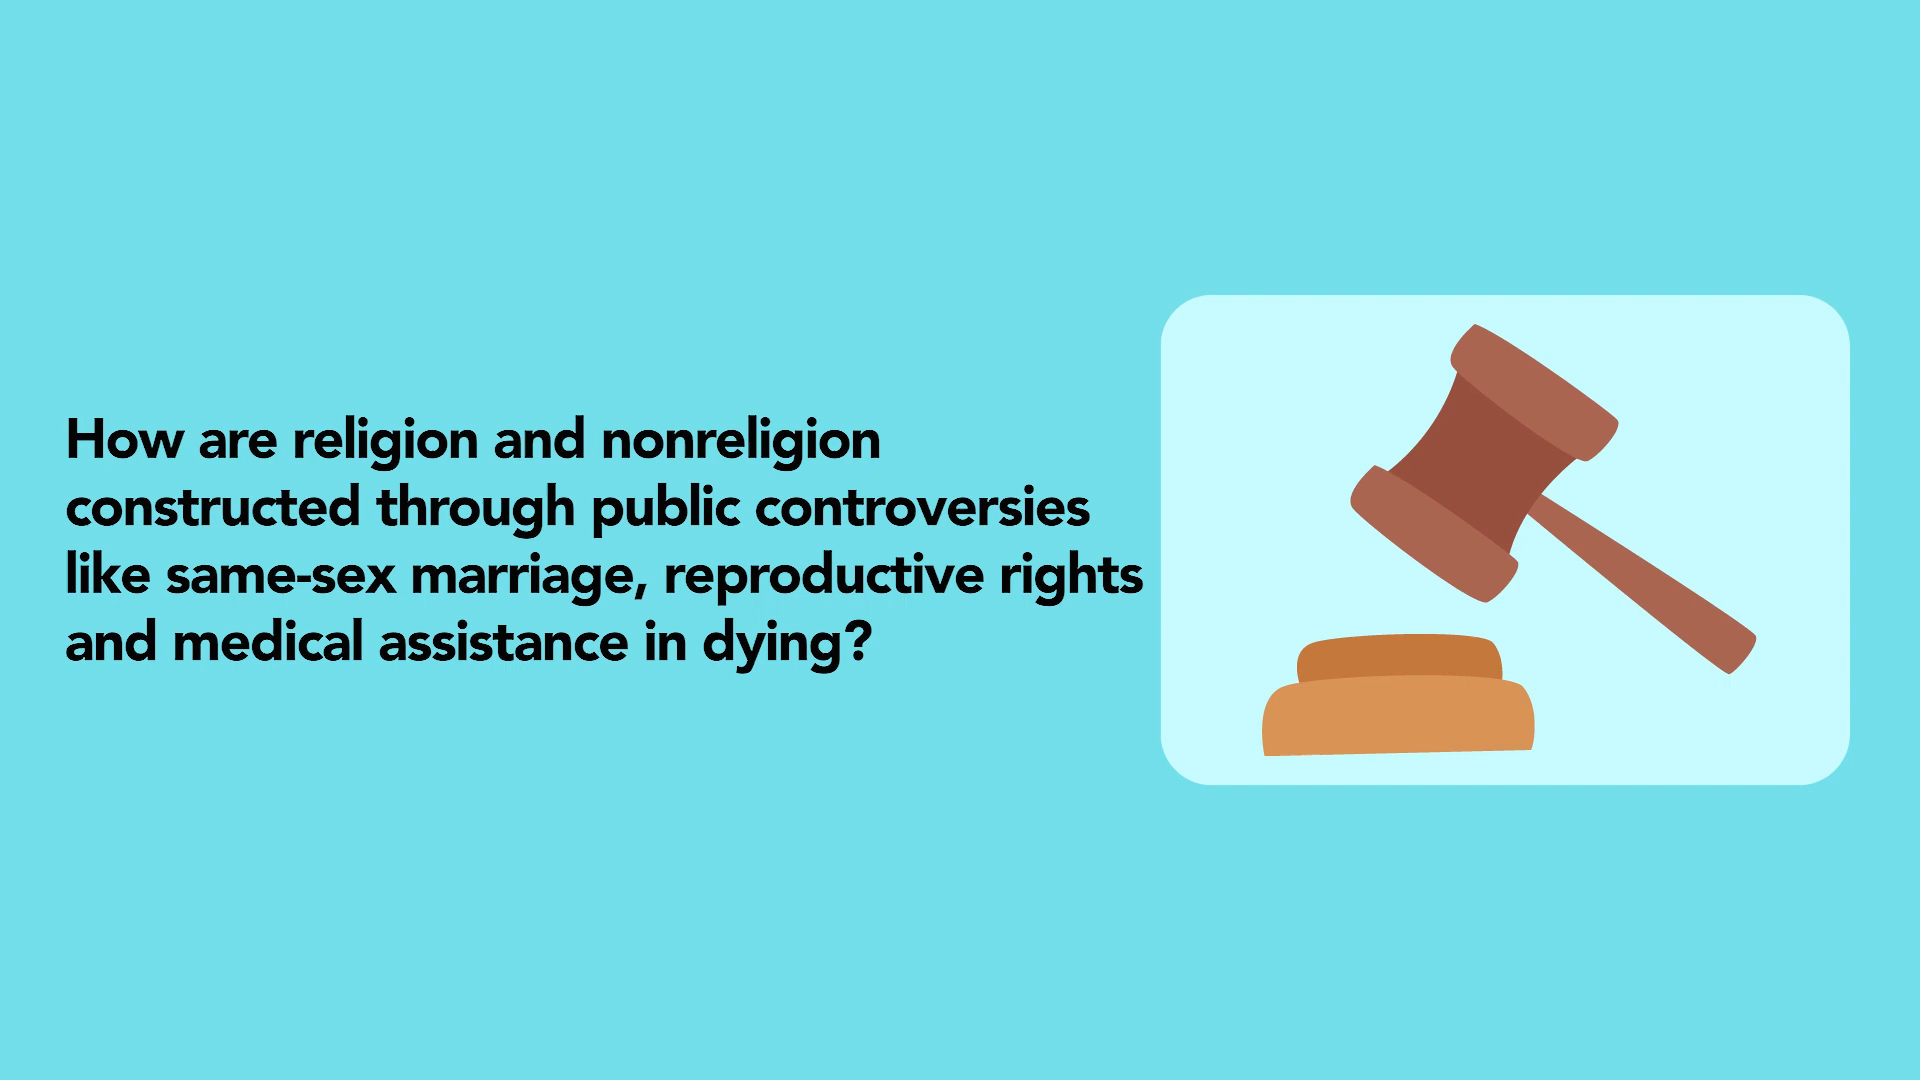 How are religion and nonreligion
constructed through public controversies
like same-sex marriage, reproductive rights
and medical assistance in dying?